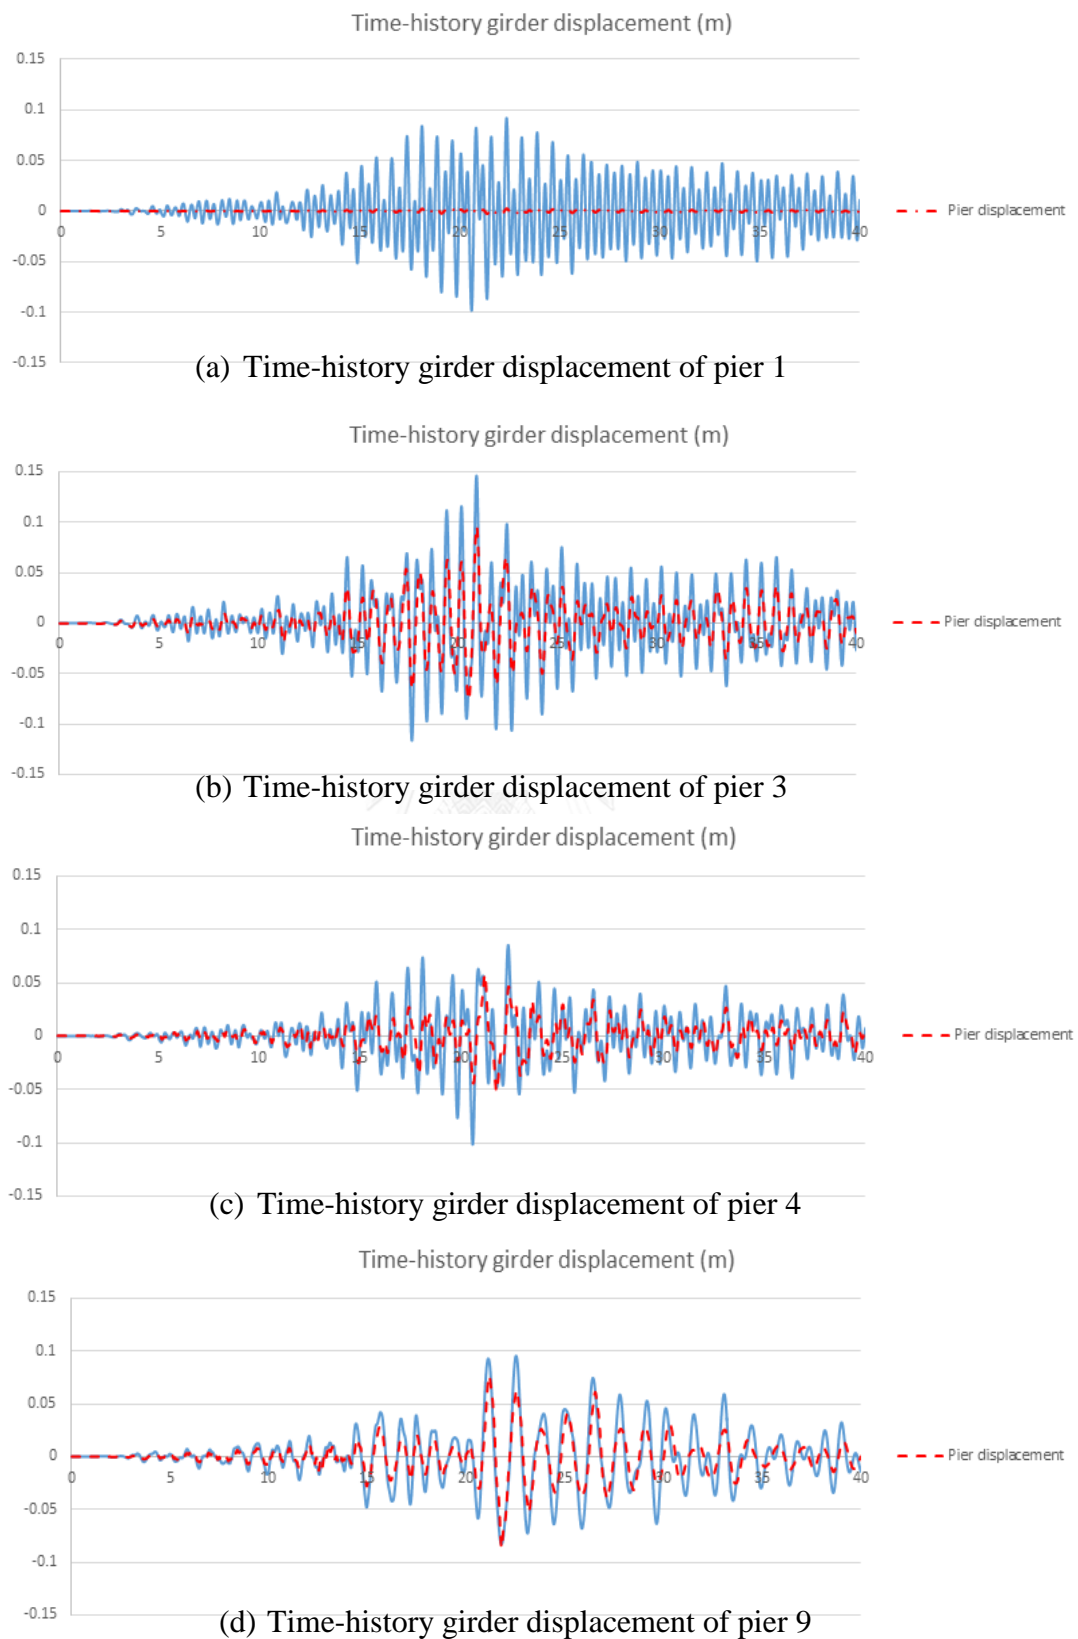 Time-history girder displacement (m)
0.15
0.1
0.05
0
-0.05
-0.1
-0.15
0 5 10 15 20 25 30 35 40
Pier displacement
(a) Time-history girder displacement of pier 1
Time-history girder displacement (m)
0.15
0.1
0.05
0
-0.05
-0.1
-0.15
0 5 10 15 20 25 30 35 40
Pier displacement
(b) Time-history girder displacement of pier 3
Time-history girder displacement (m)
0.15
0.1
0.05
0
-0.05
-0.1
-0.15
0 5 10 15 20 25 30 35 40
Pier displacement
(c) Time-history girder displacement of pier 4
Time-history girder displacement (m)
0.15
0.1
0.05
0
-0.05
-0.1
-0.15
0 5 10 15 20 25 30 35 40
Pier displacement
(d) Time-history girder displacement of pier 9